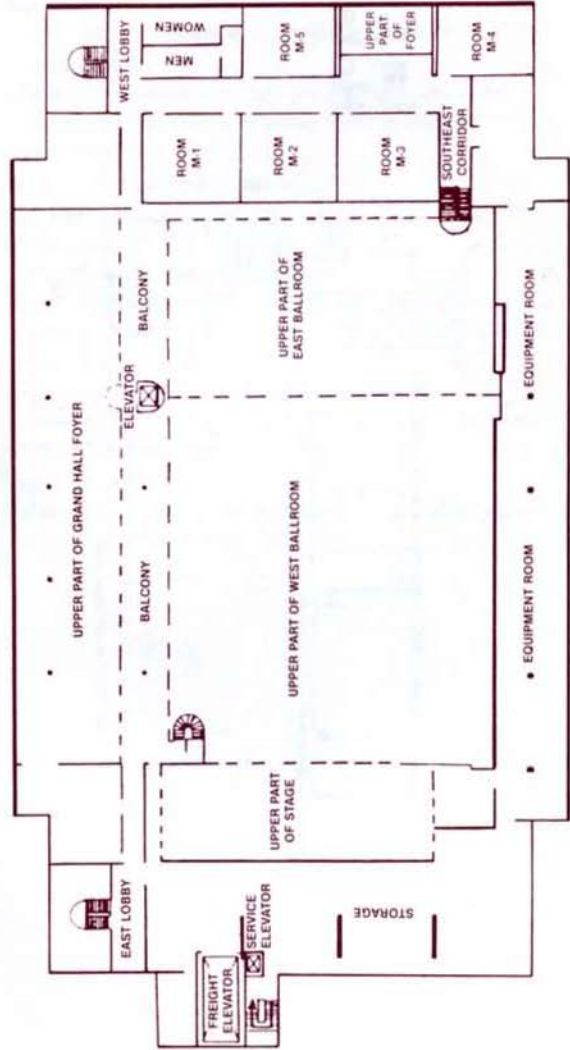 WEST LOBBY
WOMEN
MEN
ROOM
M-5
UPPER
PART
OF
FOYER
ROOM
M-4
ROOM
M-1
ROOM
M-2
ROOM
M-3
SOUTHEAST
CORRIDOR
UPPER PART OF GRAND HALL FOYER
ELEVATOR
BALCONY
BALCONY
UPPER PART OF
EAST BALLROOM
UPPER PART OF WEST BALLROOM
EQUIPMENT ROOM
EQUIPMENT ROOM
UPPER PART
OF STAGE
EAST LOBBY
STORAGE
SERVICE
ELEVATOR
FREIGHT
ELEVATOR